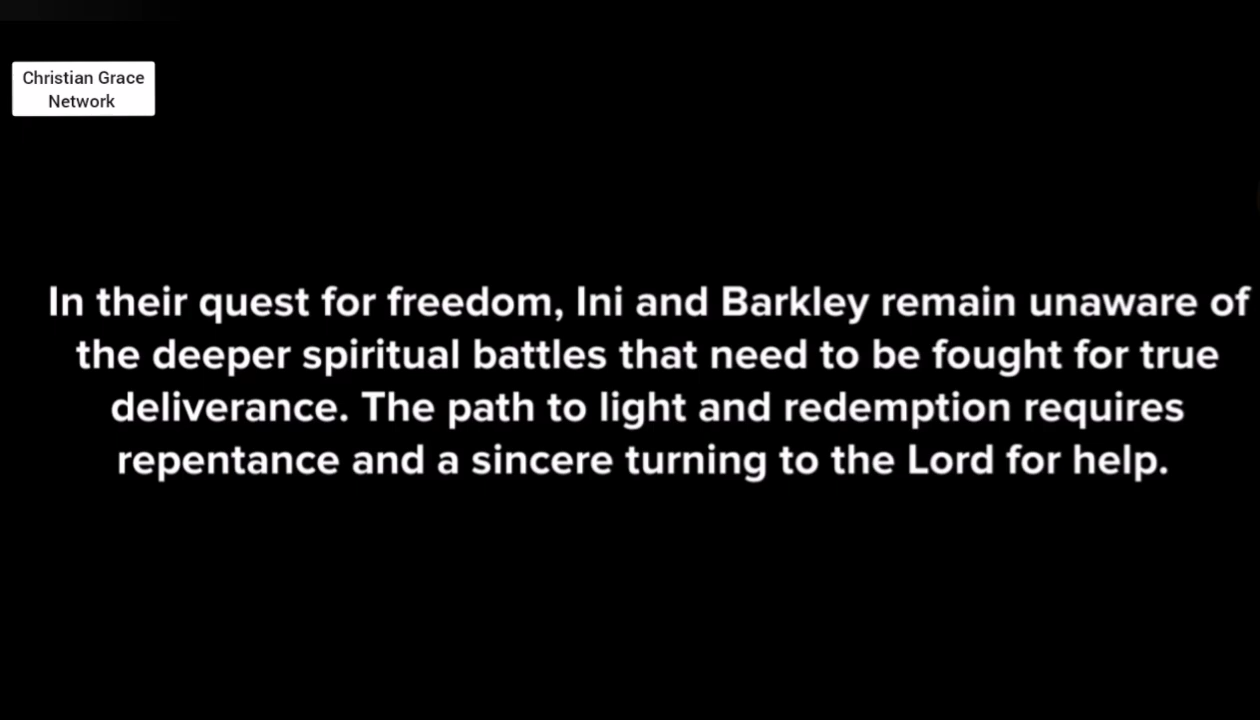 Christian Grace
Network
In their quest for freedom, Ini and Barkley remain unaware of
the deeper spiritual battles that need to be fought for true
deliverance. The path to light and redemption requires
repentance and a sincere turning to the Lord for help.